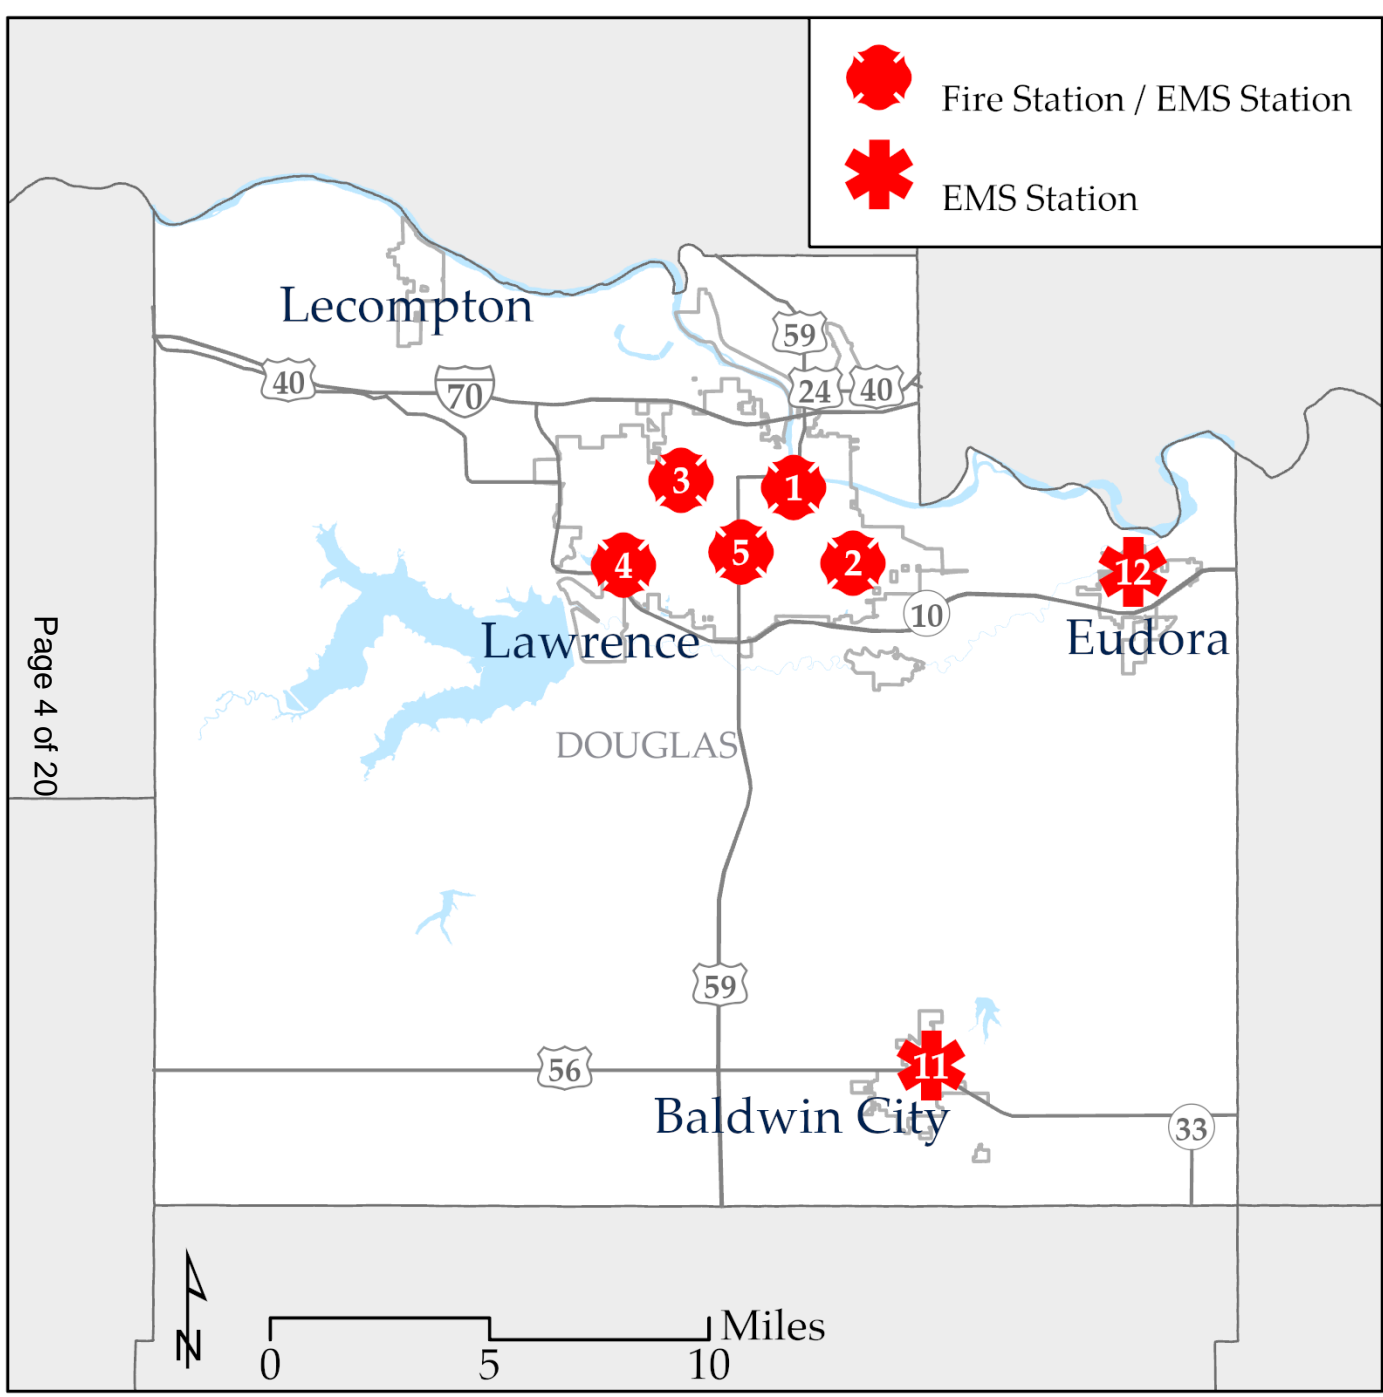 Fire Station / EMS Station
EMS Station
Lecompton
59
40
70
24
40
3
1
5
2
4
12
10
Lawrence
Eudora
Page 4 of 20
DOUGLAS
59
11
56
Baldwin City
33
N
Miles
0 5 10